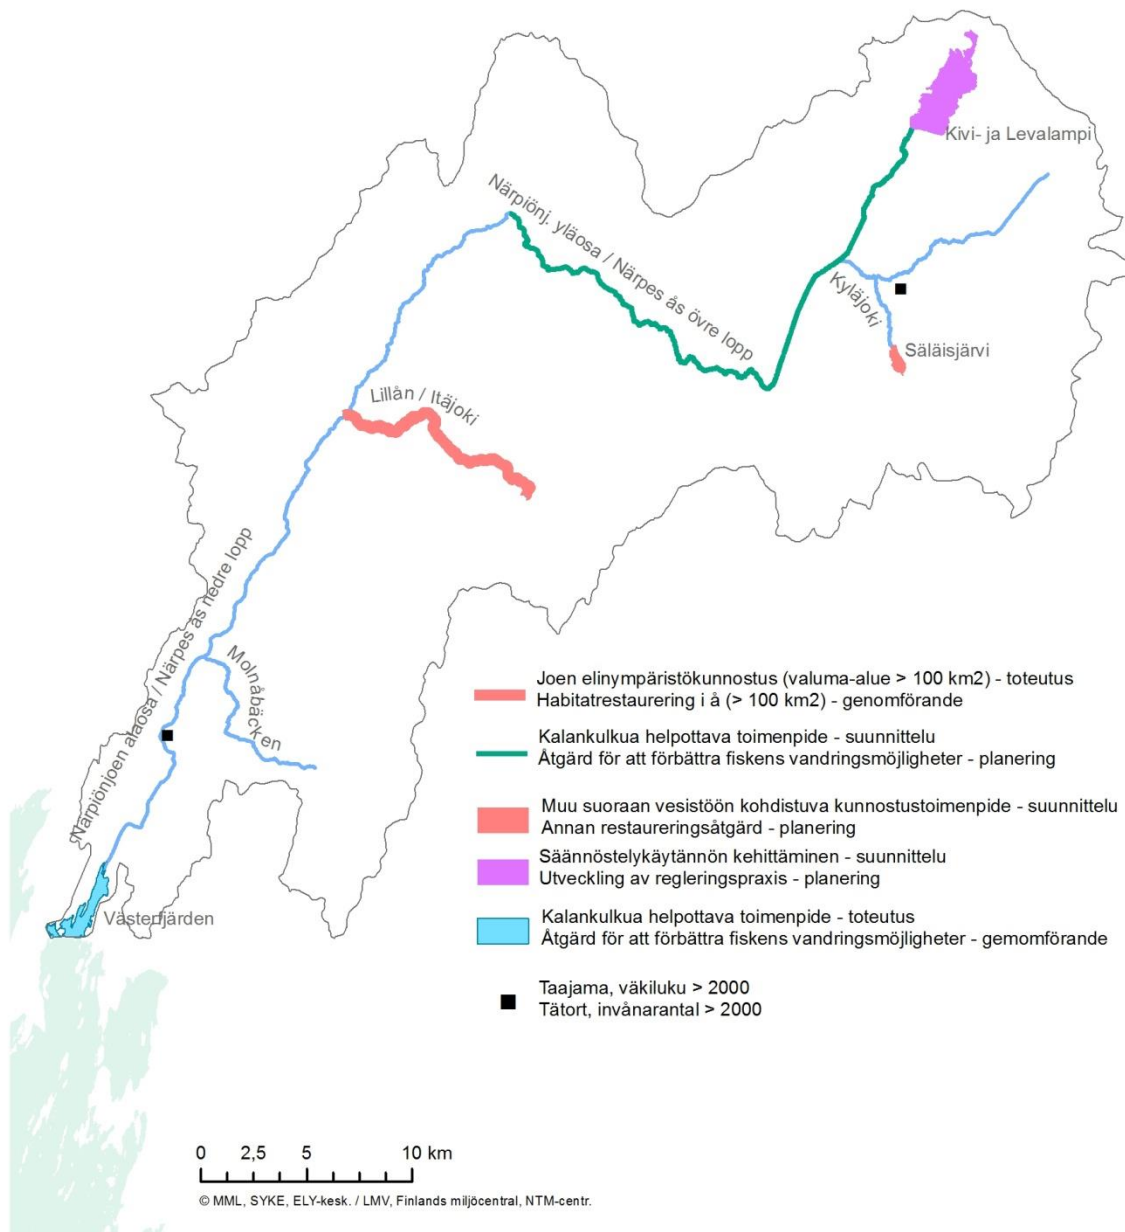 Kivi- ja Levalampi
Närpiönj. yläosa / Närpes ås övre lopp
Kyläjoki
Säläisjärvi
Lillån / Itäjoki
Närpiönjoen alaosa / Närpes ås nedre lopp
Molnåbäcken
Västerfjärden
Joen elinympäristökunnostus (valuma-alue > 100 km2) - toteutus
Habitatrestaurering i å (> 100 km2) - genomförande
Kalankulkua helpottava toimenpide - suunnittelu
Åtgärd för att förbättra fiskens vandringsmöjligheter - planering
Muu suoraan vesistöön kohdistuva kunnostustoimenpide - suunnittelu
Annan restaureringsåtgärd - planering
Säännöstelykäytännön kehittäminen - suunnittelu
Utveckling av regleringspraxis - planering
Kalankulkua helpottava toimenpide - toteutus
Åtgärd för att förbättra fiskens vandringsmöjligheter - gemomförande
Taajama, väkiluku > 2000
Tätort, invånarantal > 2000
0 2,5 5 10 km
© MML, SYKE, ELY-kesk. / LMV, Finlands miljöcentral, NTM-centr.